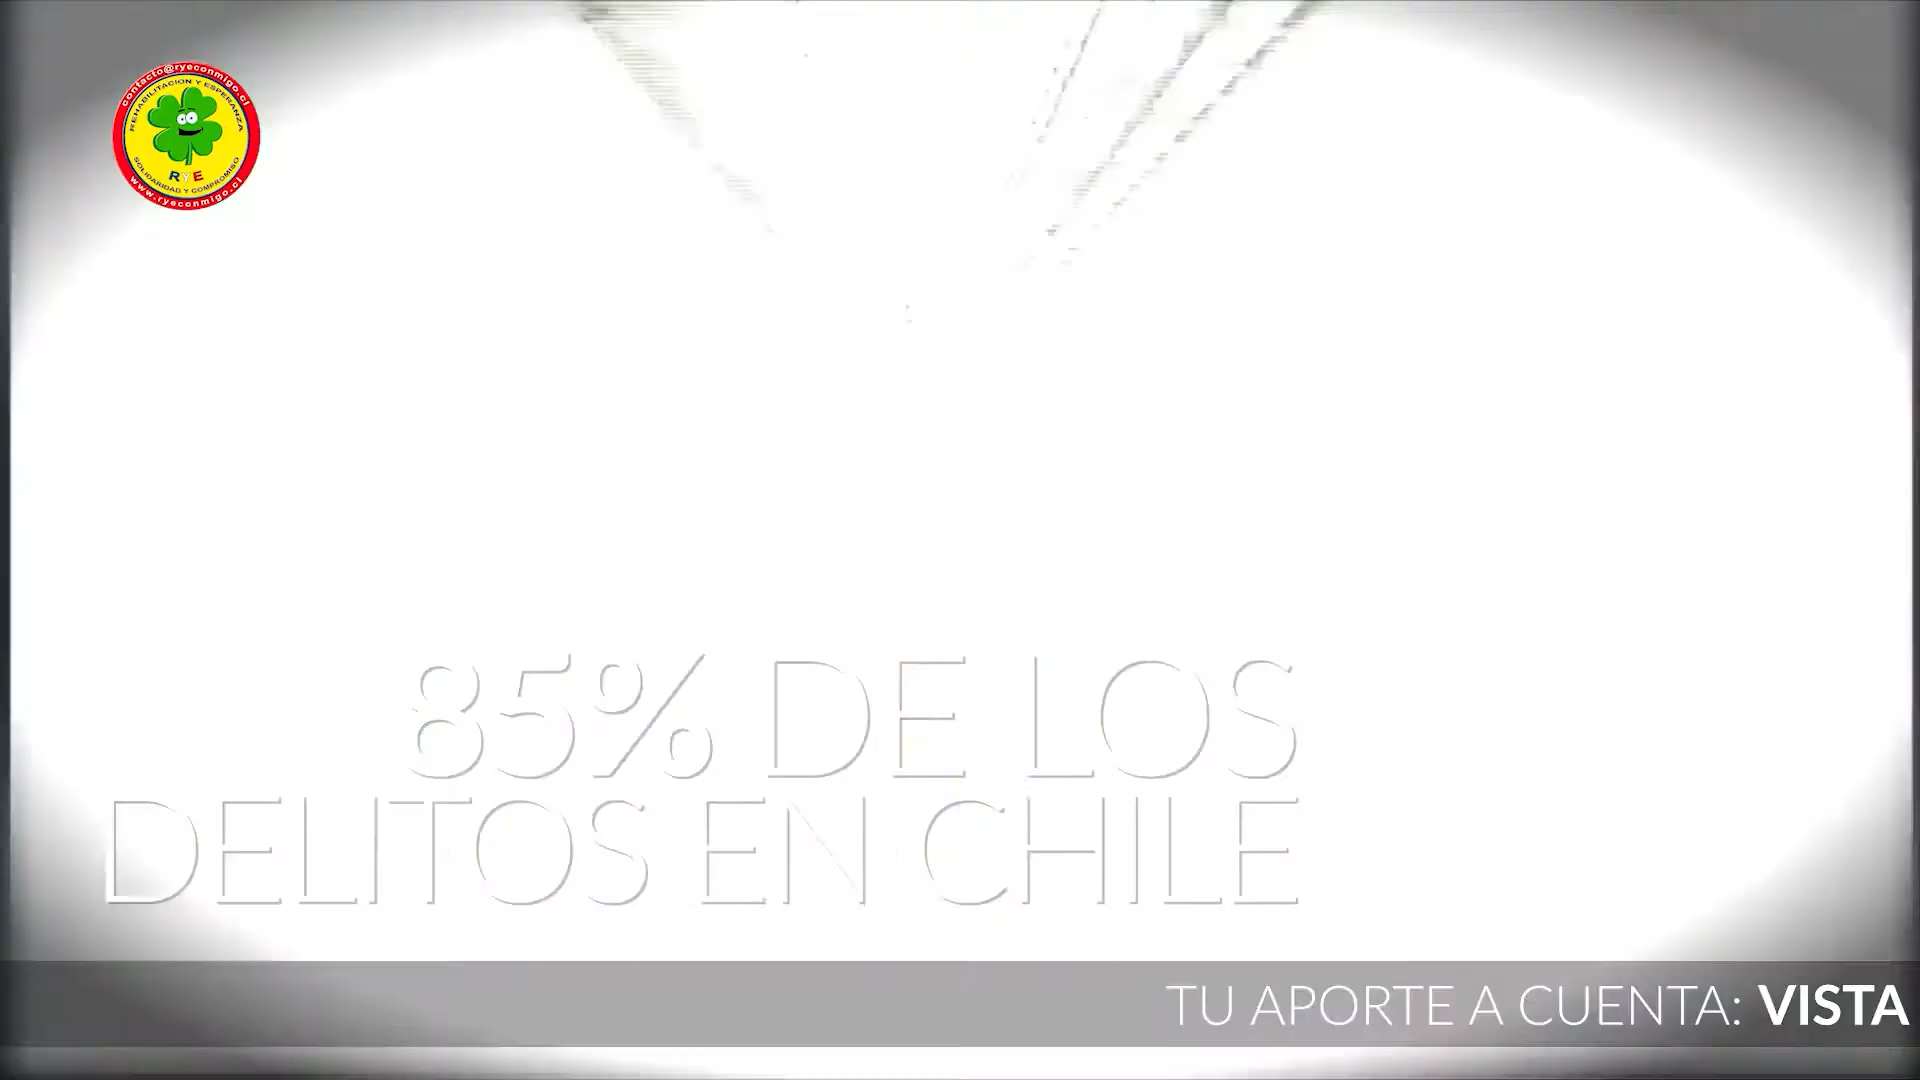 contacto@ryeconmigo.cl
REHABILITACION Y ESPERANZA
RYE
SOLIDARIDAD Y COMPROMISO
www.ryeconmigo.cl
85% DE LOS
DELITOS EN CHILE
TU APORTE A CUENTA: VISTA